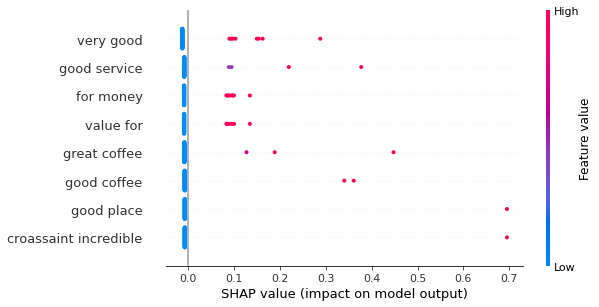 High
very good
good service
for money
value for
great coffee
good coffee
good place
croassaint incredible
Feature value
Low
0.0 0.1 0.2 0.3 0.4 0.5 0.6 0.7
SHAP value (impact on model output)